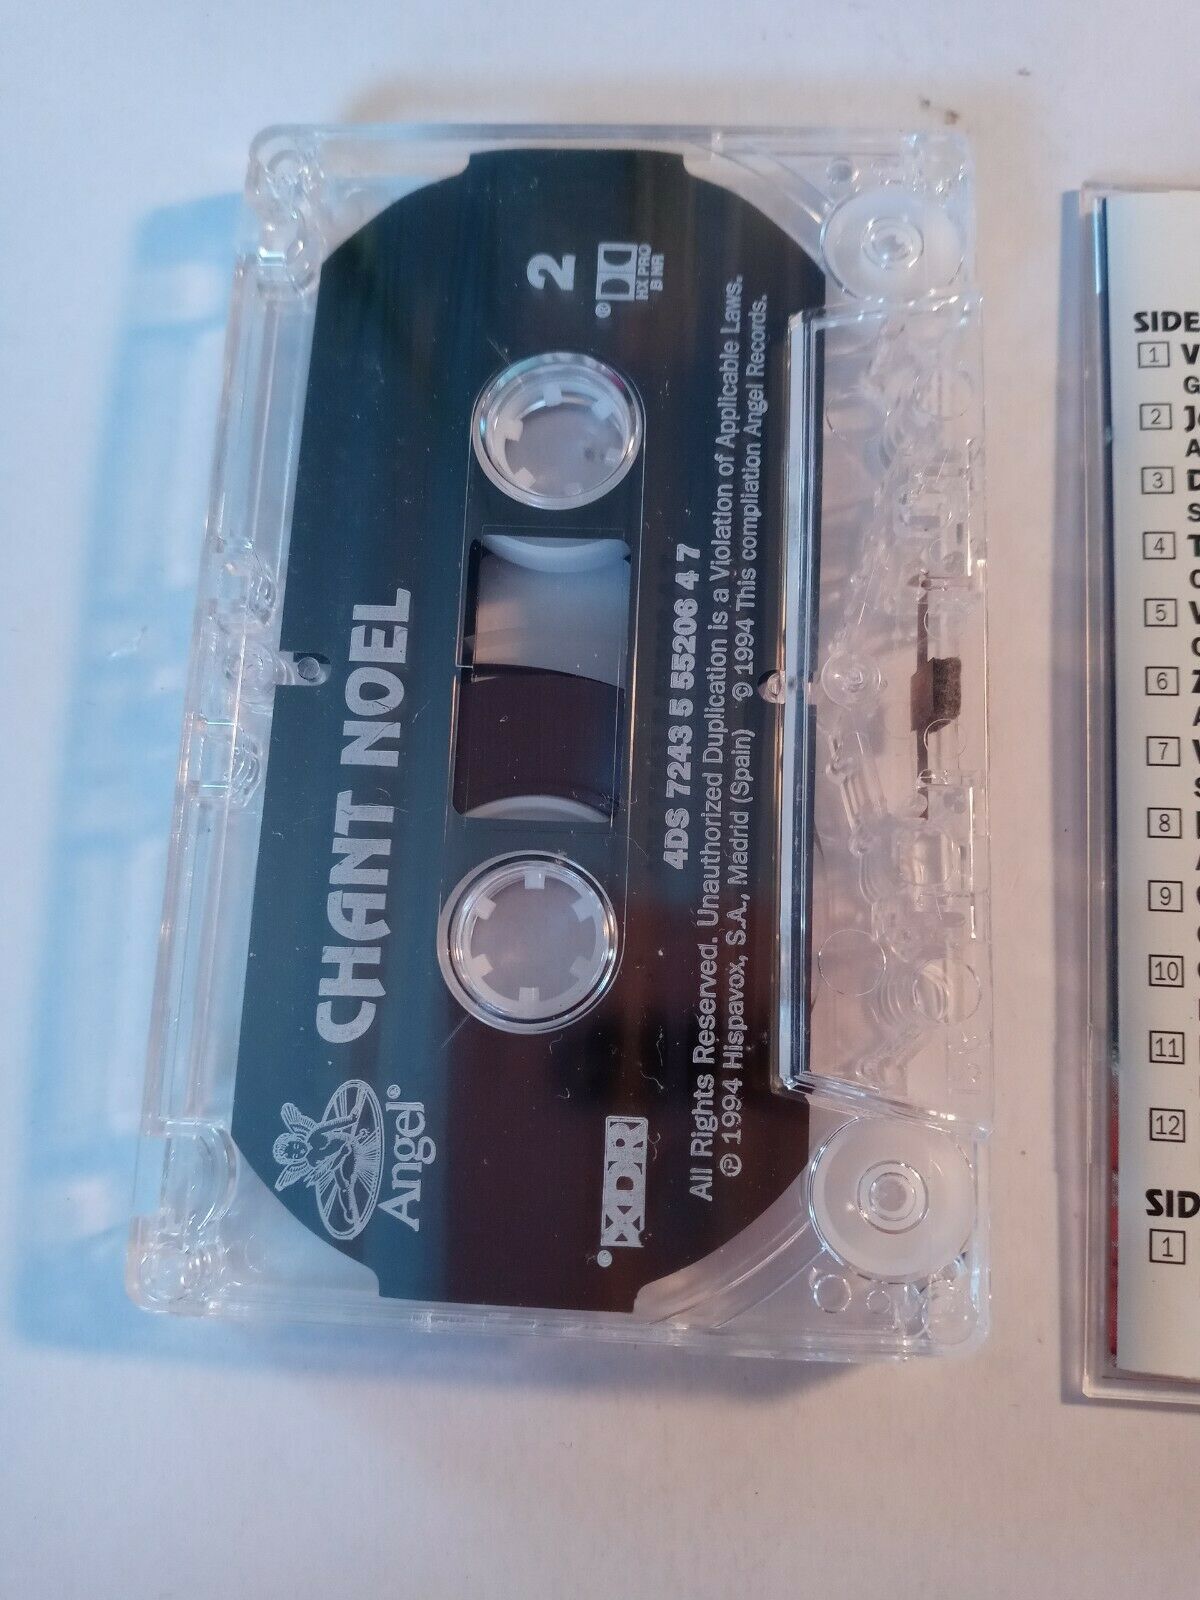 CHANT NOEL
Angel®
2
HX PRO
B NR
®XDR
4DS 7243 5 55206 4 7
All Rights Reserved. Unauthorized Duplication is a Violation of Applicable Laws.
℗ 1994 Hispavox, S.A., Madrid (Spain) © 1994 This compliation Angel Records.
SIDE
1
2
3
4
5
6
7
8
9
10
11
12
1